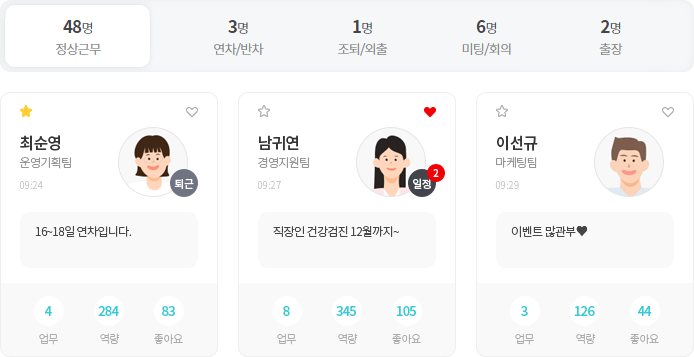 48명 3명 1명 6명 2명
정상근무 연차/반차 조퇴/외출 미팅/회의 출장
최순영
운영기획팀
09:24
퇴근
16~18일 연차입니다.
4 284 83
업무 역량 좋아요
남귀연
경영지원팀
09:27
2
일정
직장인 건강검진 12월까지~
8 345 105
업무 역량 좋아요
이선규
마케팅팀
09:29
이벤트 많관부♥
3 126 44
업무 역량 좋아요